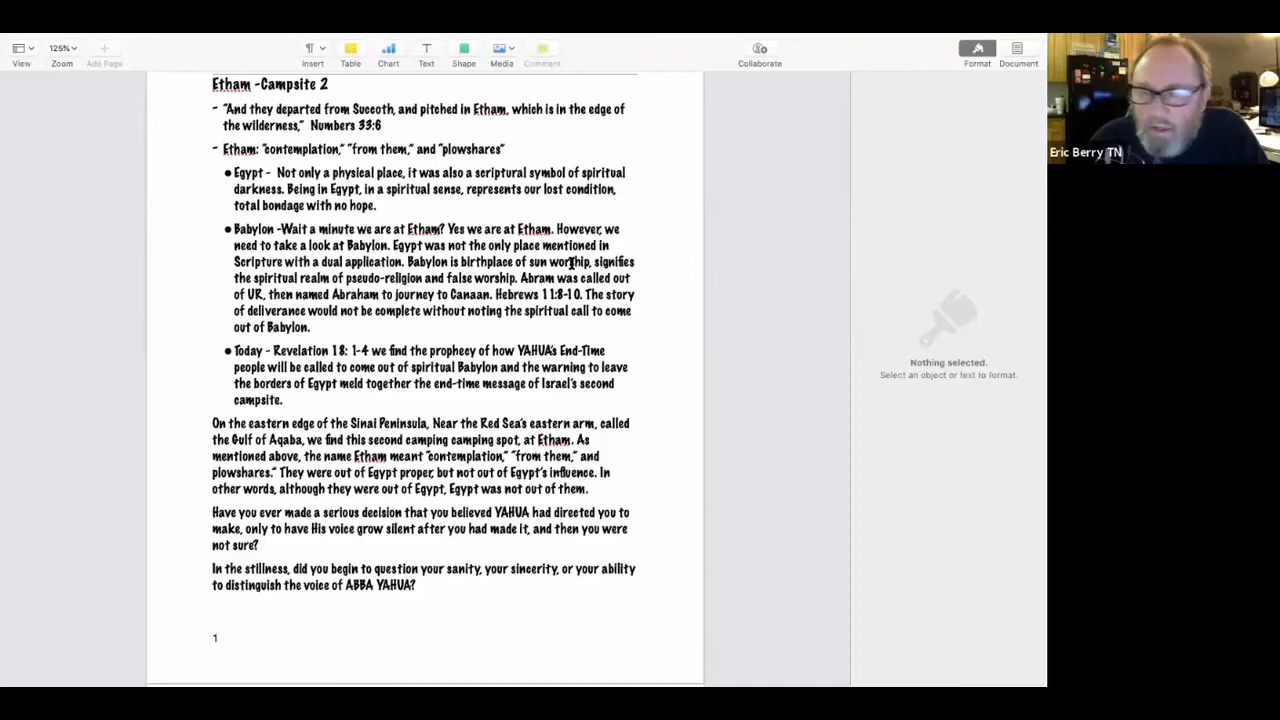 View
125%
Zoom
Add Page
Insert
Table
Chart
Text
Shape
Media
Comment
Collaborate
Format
Document
Etham -Campsite 2
- "And they departed from Succoth, and pitched in Etham, which is in the edge of
the wilderness," Numbers 33:6
- Etham: "contemplation," "from them," and "plowshares"
• Egypt - Not only a physical place, it was also a scriptural symbol of spiritual
darkness. Being in Egypt, in a spiritual sense, represents our lost condition,
total bondage with no hope.
• Babylon -Wait a minute we are at Etham? Yes we are at Etham. However, we
need to take a look at Babylon. Egypt was not the only place mentioned in
Scripture with a dual application. Babylon is birthplace of sun worship, signifies
the spiritual realm of pseudo-religion and false worship. Abram was called out
of UR, then named Abraham to journey to Canaan. Hebrews 11:8-10. The story
of deliverance would not be complete without noting the spiritual call to come
out of Babylon.
• Today - Revelation 18: 1-4 we find the prophecy of how YAHUA's End-Time
people will be called to come out of spiritual Babylon and the warning to leave
the borders of Egypt meld together the end-time message of Israel's second
campsite.
On the eastern edge of the Sinai Peninsula, Near the Red Sea's eastern arm, called
the Gulf of Aqaba, we find this second camping camping spot, at Etham. As
mentioned above, the name Etham meant "contemplation," "from them," and
plowshares." They were out of Egypt proper, but not out of Egypt's influence. In
other words, although they were out of Egypt, Egypt was not out of them.
Have you ever made a serious decision that you believed YAHUA had directed you to
make, only to have His voice grow silent after you had made it, and then you were
not sure?
In the stillness, did you begin to question your sanity, your sincerity, or your ability
to distinguish the voice of ABBA YAHUA?
1
Nothing selected.
Select an object or text to format.
Eric Berry TN